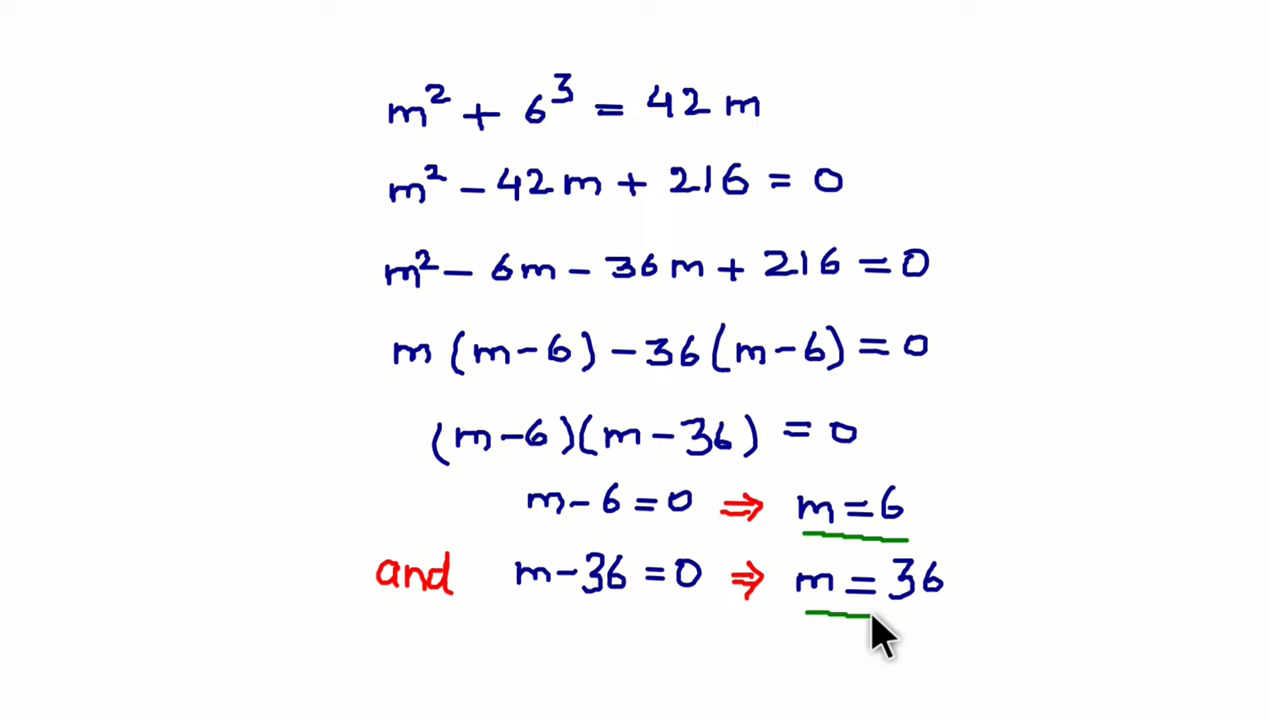 m² + 6³ = 42m
m² - 42m + 216 = 0
m² - 6m - 36m + 216 = 0
m(m-6) - 36(m-6) = 0
(m-6)(m-36) = 0
m-6 = 0 ⇒ m = 6
and m-36 = 0 ⇒ m = 36